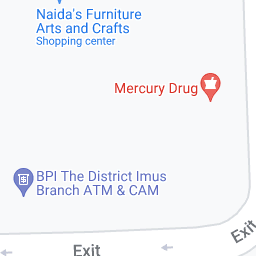 Naida's Furniture
Arts and Crafts
Shopping center
Mercury Drug
BPI The District Imus
Branch ATM & CAM
Exit
Exit